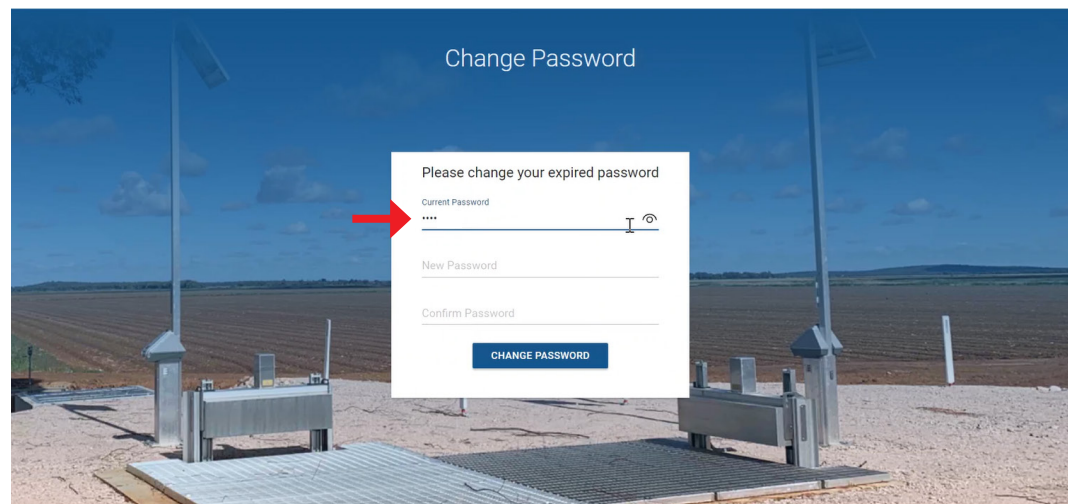 Change Password
Please change your expired password
Current Password
••••
New Password
Confirm Password
CHANGE PASSWORD